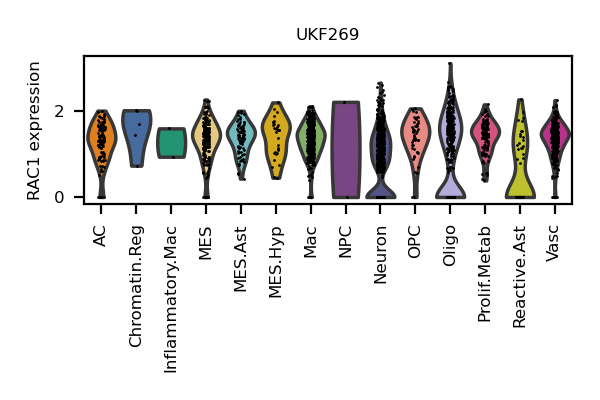 UKF269
RAC1 expression
2
0
AC
Chromatin.Reg
Inflammatory.Mac
MES
MES.Ast
MES.Hyp
Mac
NPC
Neuron
OPC
Oligo
Prolif.Metab
Reactive.Ast
Vasc